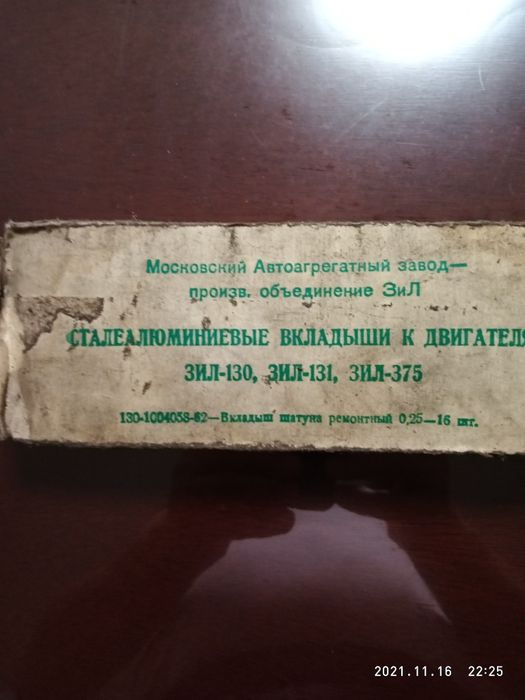 Московский Автоагрегатный завод—
произв. объединение ЗиЛ
СТАЛЕАЛЮМИНИЕВЫЕ ВКЛАДЫШИ К ДВИГАТЕЛЯ
ЗИЛ-130, ЗИЛ-131, ЗИЛ-375
130-1004058-62—Вкладыш шатуна ремонтный 0,25—16 шт.
2021.11.16 22:25